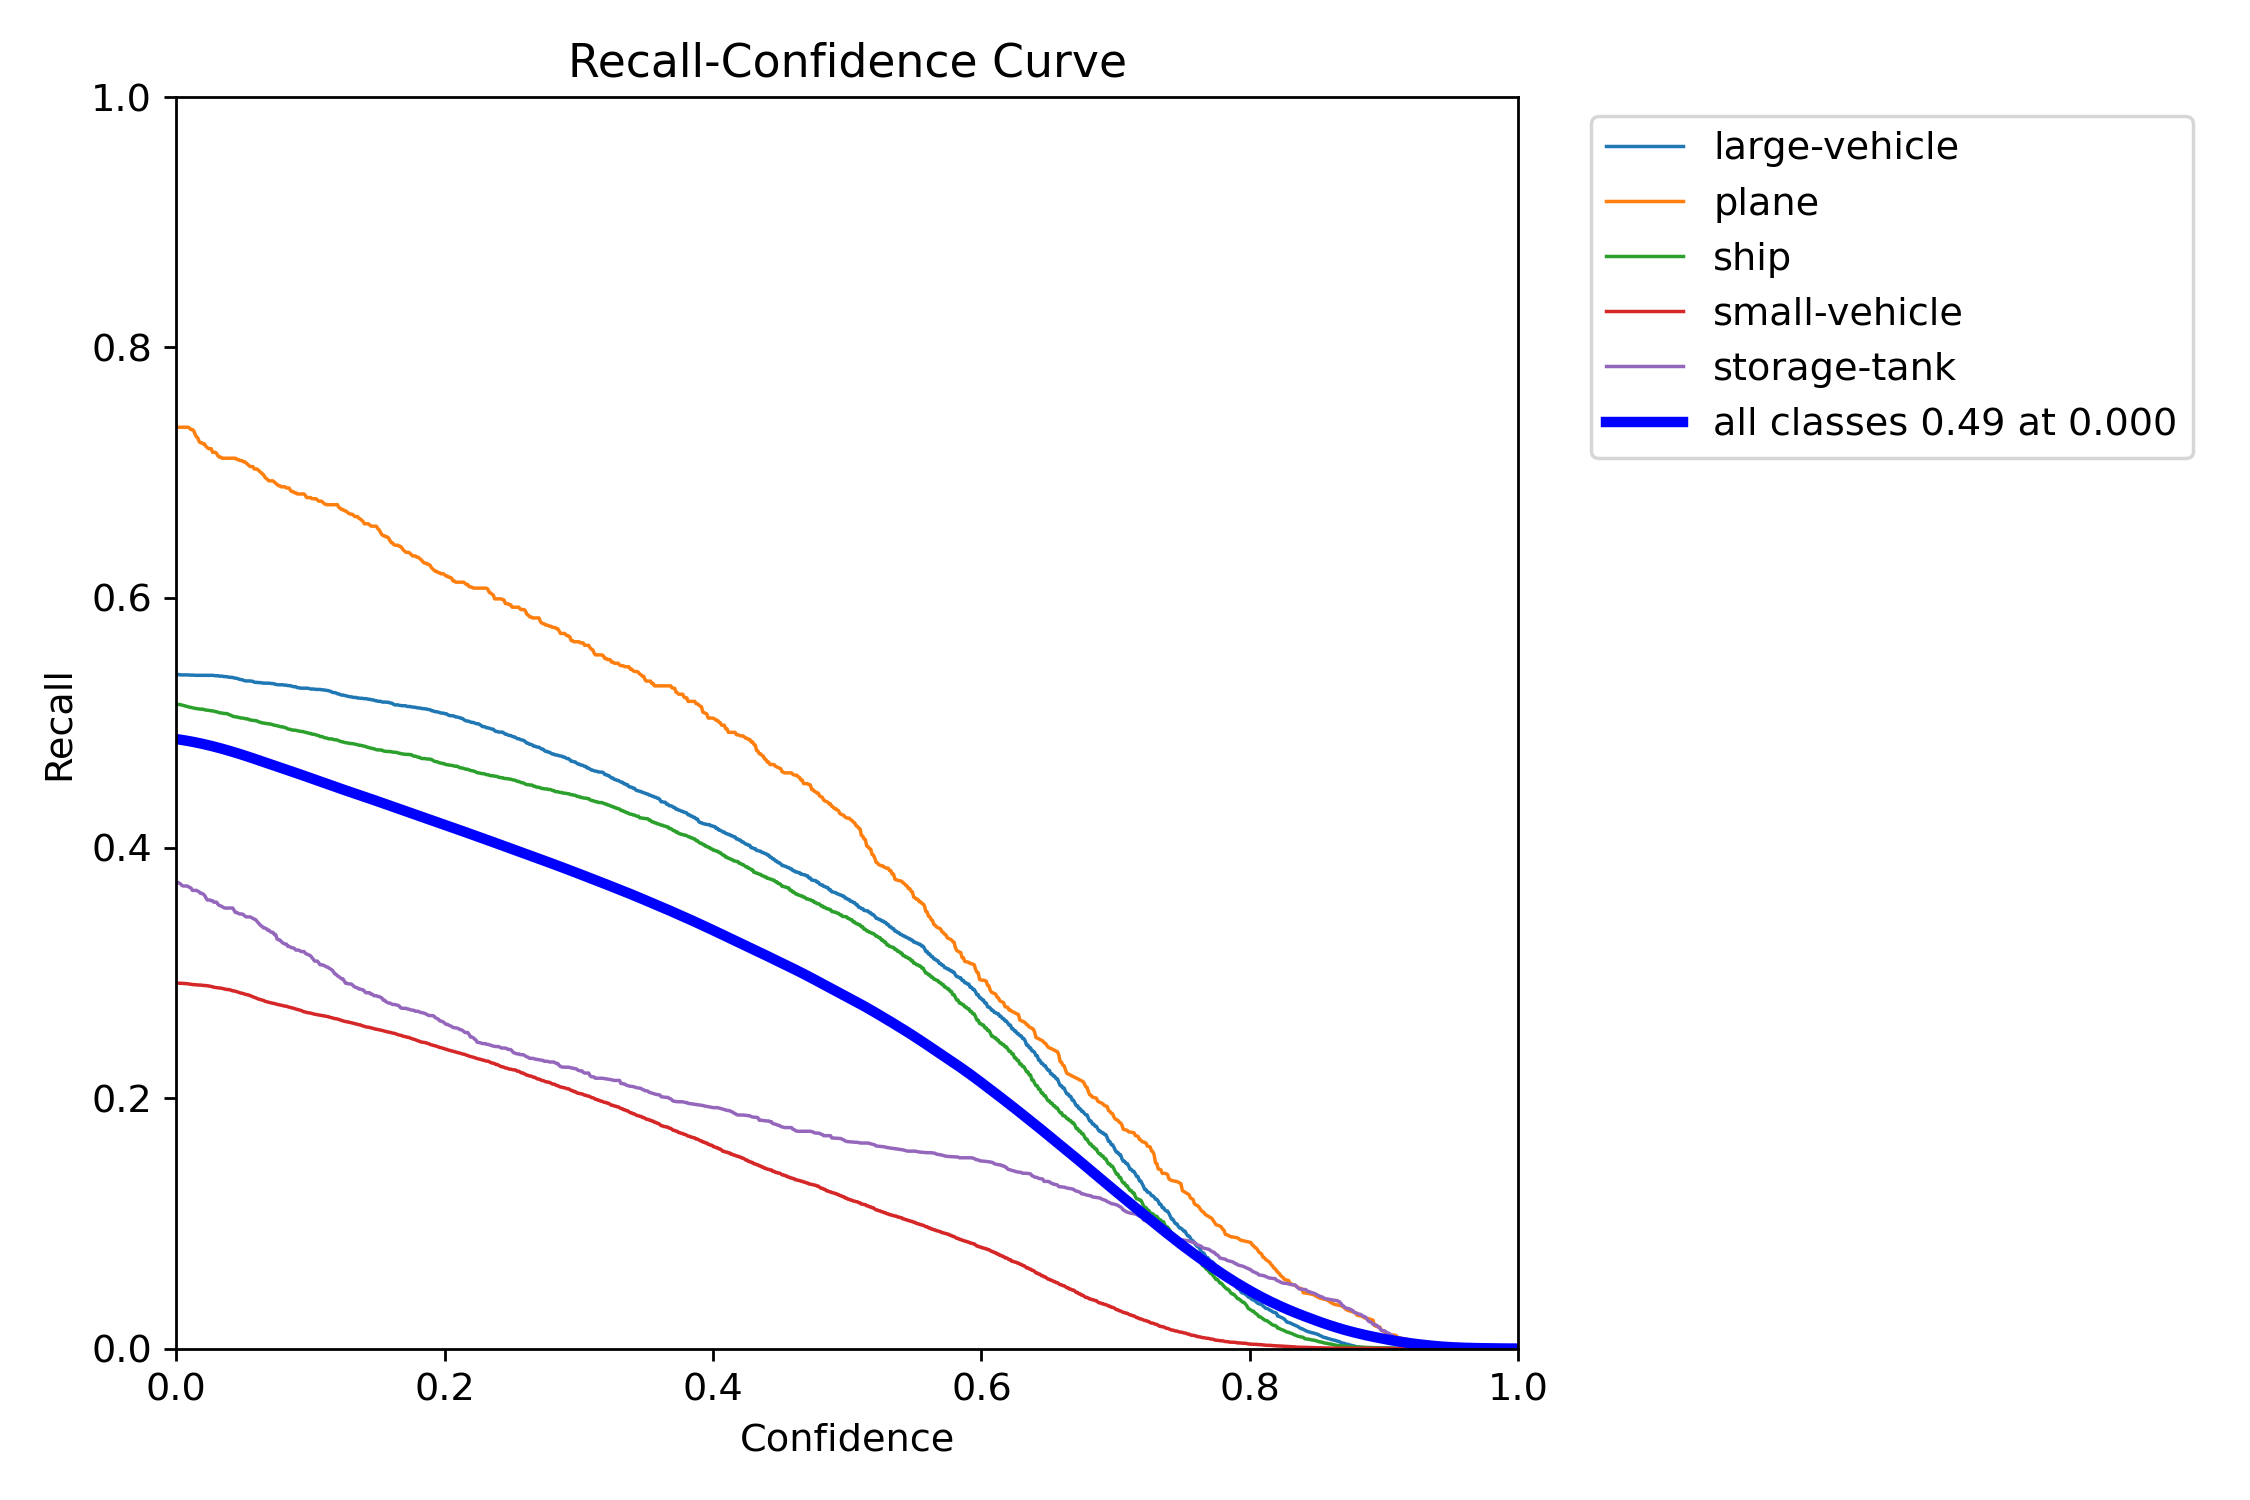 Recall-Confidence Curve
1.0
0.8
0.6
0.4
0.2
0.0
Recall
0.0 0.2 0.4 0.6 0.8 1.0
Confidence
large-vehicle
plane
ship
small-vehicle
storage-tank
all classes 0.49 at 0.000